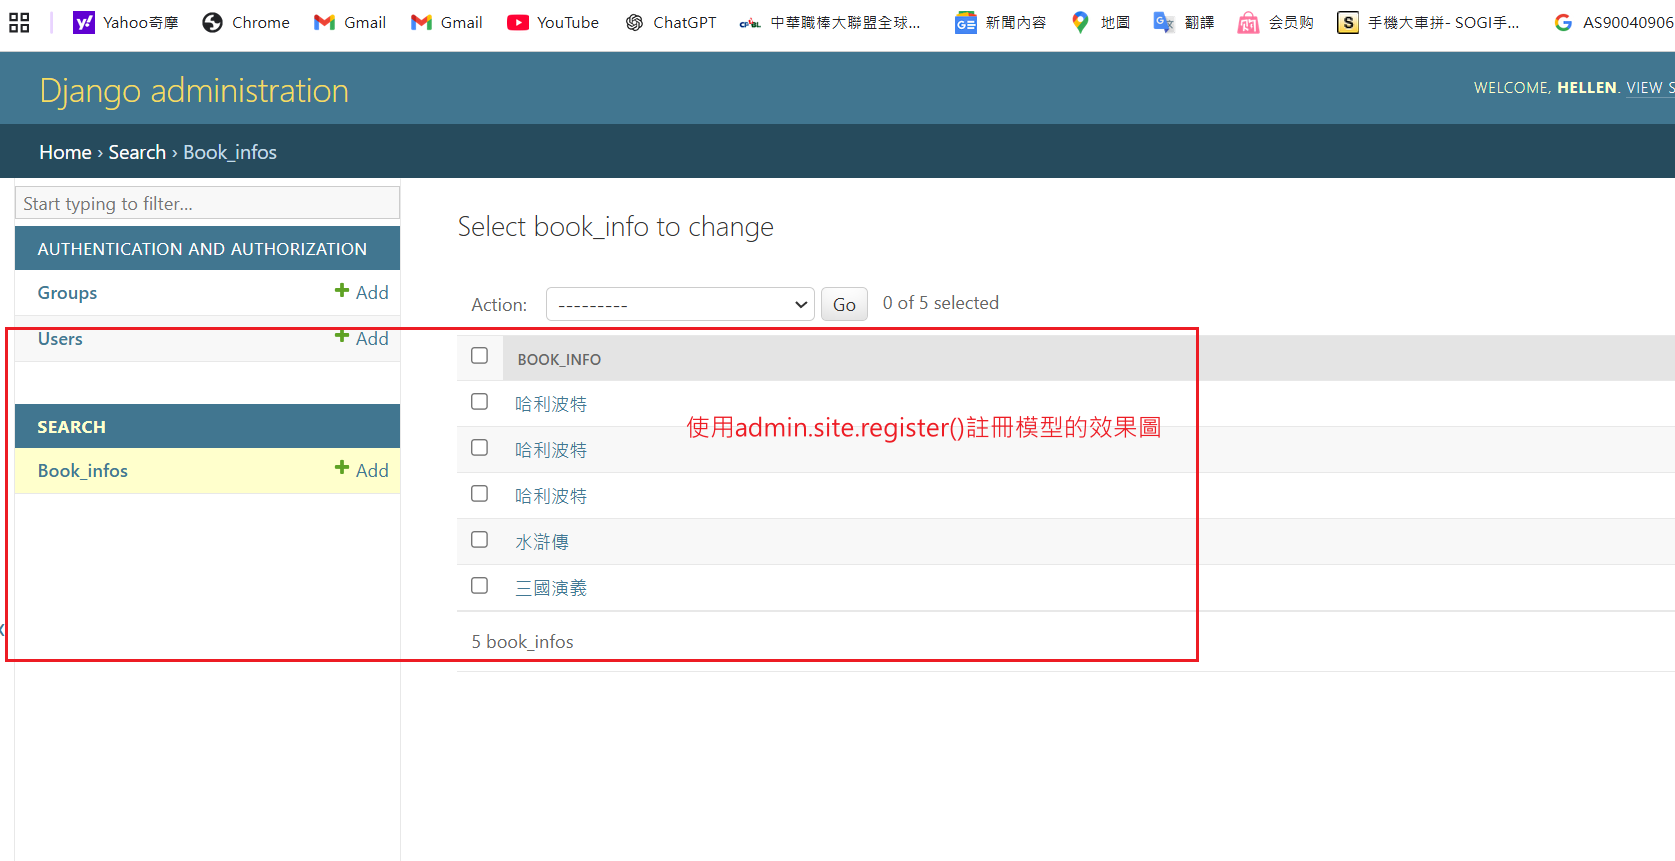 Yahoo奇摩 Chrome Gmail Gmail YouTube ChatGPT 中華職棒大聯盟全球... 新聞內容 地圖 翻譯 会员购 手機大車拼- SOGI手... AS90040906
Django administration
WELCOME, HELLEN. VIEW S
Home › Search › Book_infos
Start typing to filter...
AUTHENTICATION AND AUTHORIZATION
Groups Add
Users Add
SEARCH
Book_infos Add
Select book_info to change
Action: --------- Go 0 of 5 selected
BOOK_INFO
哈利波特
使用admin.site.register()註冊模型的效果圖
哈利波特
哈利波特
水滸傳
三國演義
5 book_infos